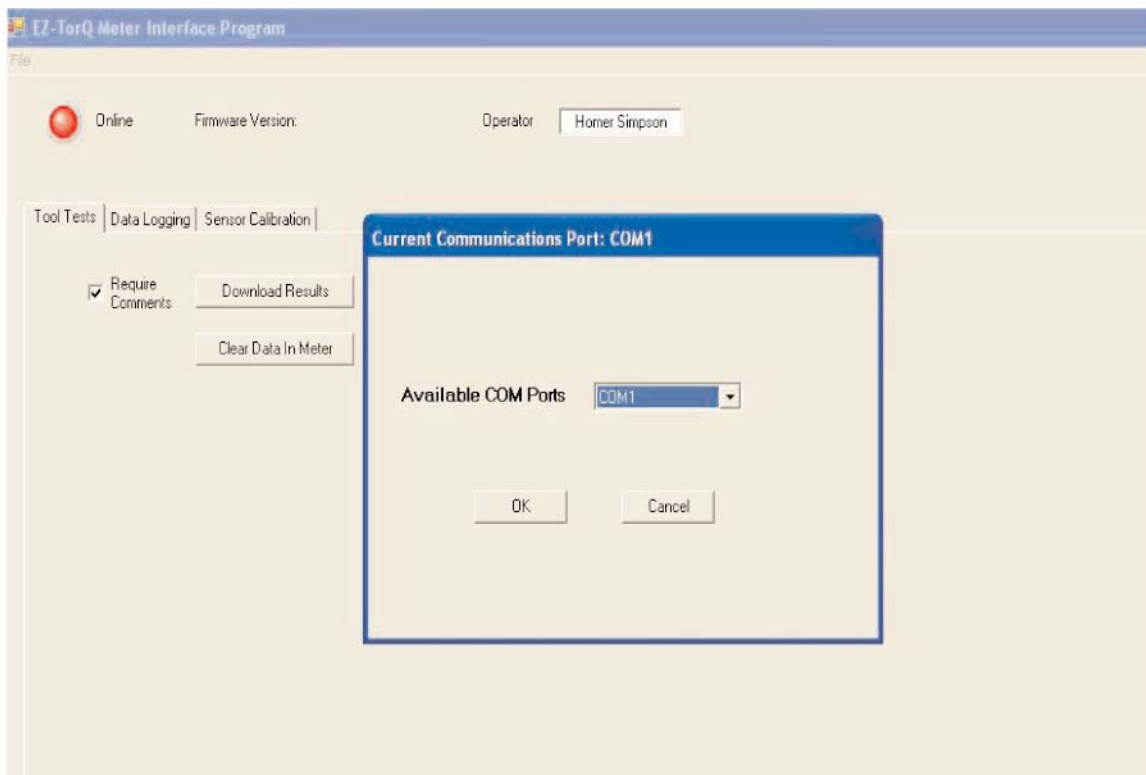 EZ-TorQ Meter Interface Program
File
Online Firmware Version: Operator Homer Simpson
Tool Tests Data Logging Sensor Calibration
Require
Comments
Download Results
Clear Data In Meter
Current Communications Port: COM1
Available COM Ports COM1
OK Cancel